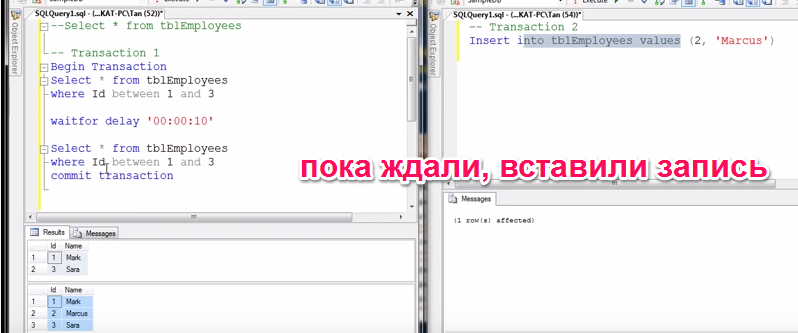 SQLQuery1.sql - (...KAT-PC\Tan (52))*
--Select * from tblEmployees
-- Transaction 1
Begin Transaction
Select * from tblEmployees
where Id between 1 and 3
waitfor delay '00:00:10'
Select * from tblEmployees
where Id between 1 and 3
commit ttansaction
Object Explorer
Results
Messages
Id Name
1 1 Mark
2 3 Sara
Id Name
1 1 Mark
2 2 Marcus
3 3 Sara
Execute
SQLQuery1.sql - (...KAT-PC\Tan (54))*
-- Transaction 2
Insert into tblEmployees values (2, 'Marcus')
Object Explorer
пока ждали, вставили запись
Messages
(1 row(s) affected)